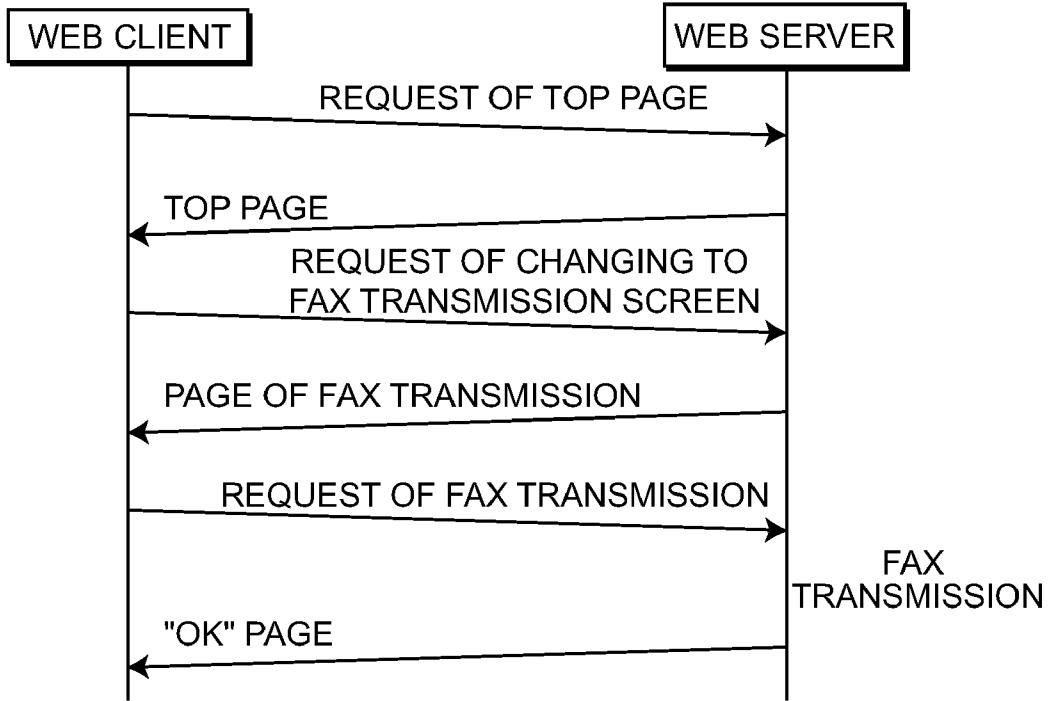 WEB CLIENT
WEB SERVER
REQUEST OF TOP PAGE
TOP PAGE
REQUEST OF CHANGING TO
FAX TRANSMISSION SCREEN
PAGE OF FAX TRANSMISSION
REQUEST OF FAX TRANSMISSION
FAX
TRANSMISSION
"OK" PAGE